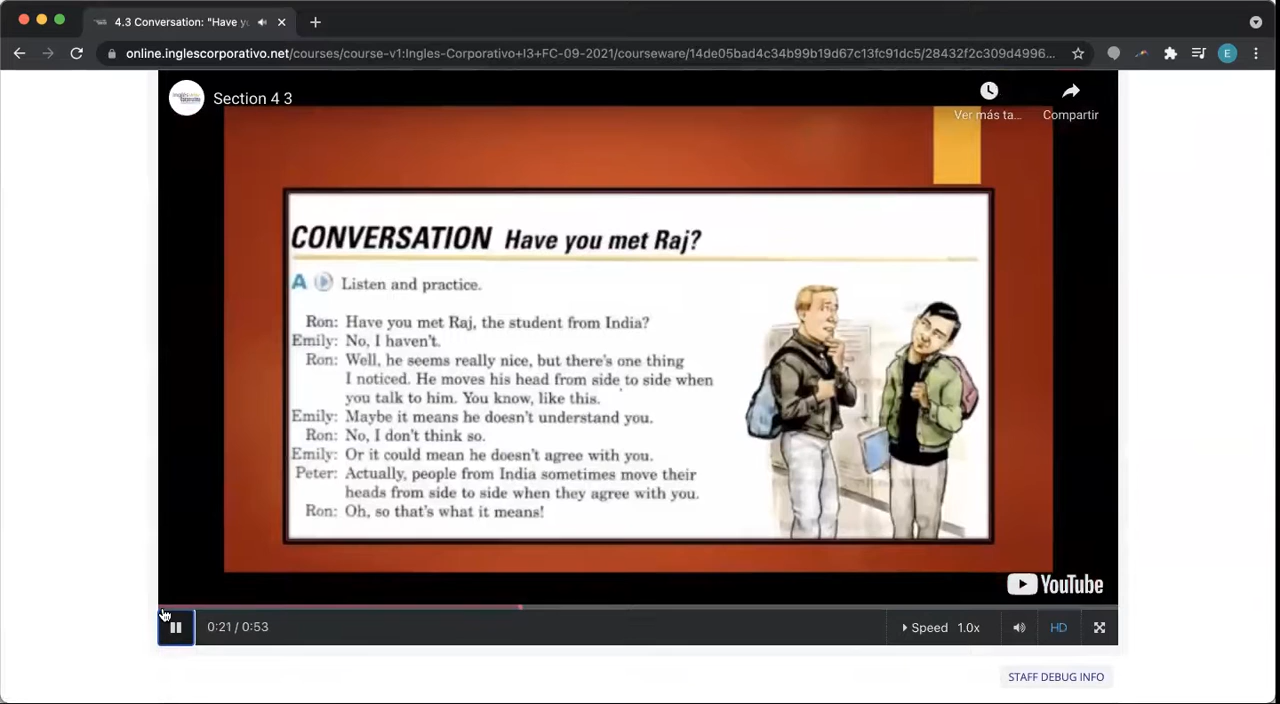 4.3 Conversation: "Have yo
online.inglescorporativo.net/courses/course-v1:Ingles-Corporativo+I3+FC-09-2021/courseware/14de05bad4c34b99b19d67c13fc91dc5/28432f2c309d4996...
E
Section 4 3
Ver más ta...
Compartir
CONVERSATION Have you met Raj?
A Listen and practice.
Ron: Have you met Raj, the student from India?
Emily: No, I haven't.
Ron: Well, he seems really nice, but there's one thing
I noticed. He moves his head from side to side when
you talk to him. You know, like this.
Emily: Maybe it means he doesn't understand you.
Ron: No, I don't think so.
Emily: Or it could mean he doesn't agree with you.
Peter: Actually, people from India sometimes move their
heads from side to side when they agree with you.
Ron: Oh, so that's what it means!
YouTube
0:21 / 0:53
Speed 1.0x
HD
STAFF DEBUG INFO